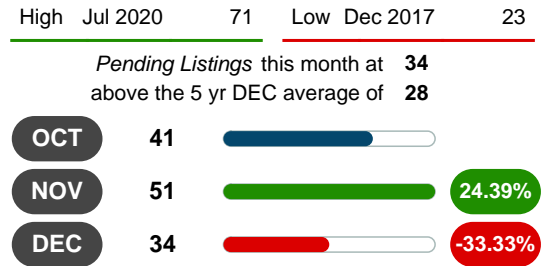 High Jul 2020 71 Low Dec 2017 23
Pending Listings this month at 34
above the 5 yr DEC average of 28
OCT 41
NOV 51 24.39%
DEC 34 -33.33%